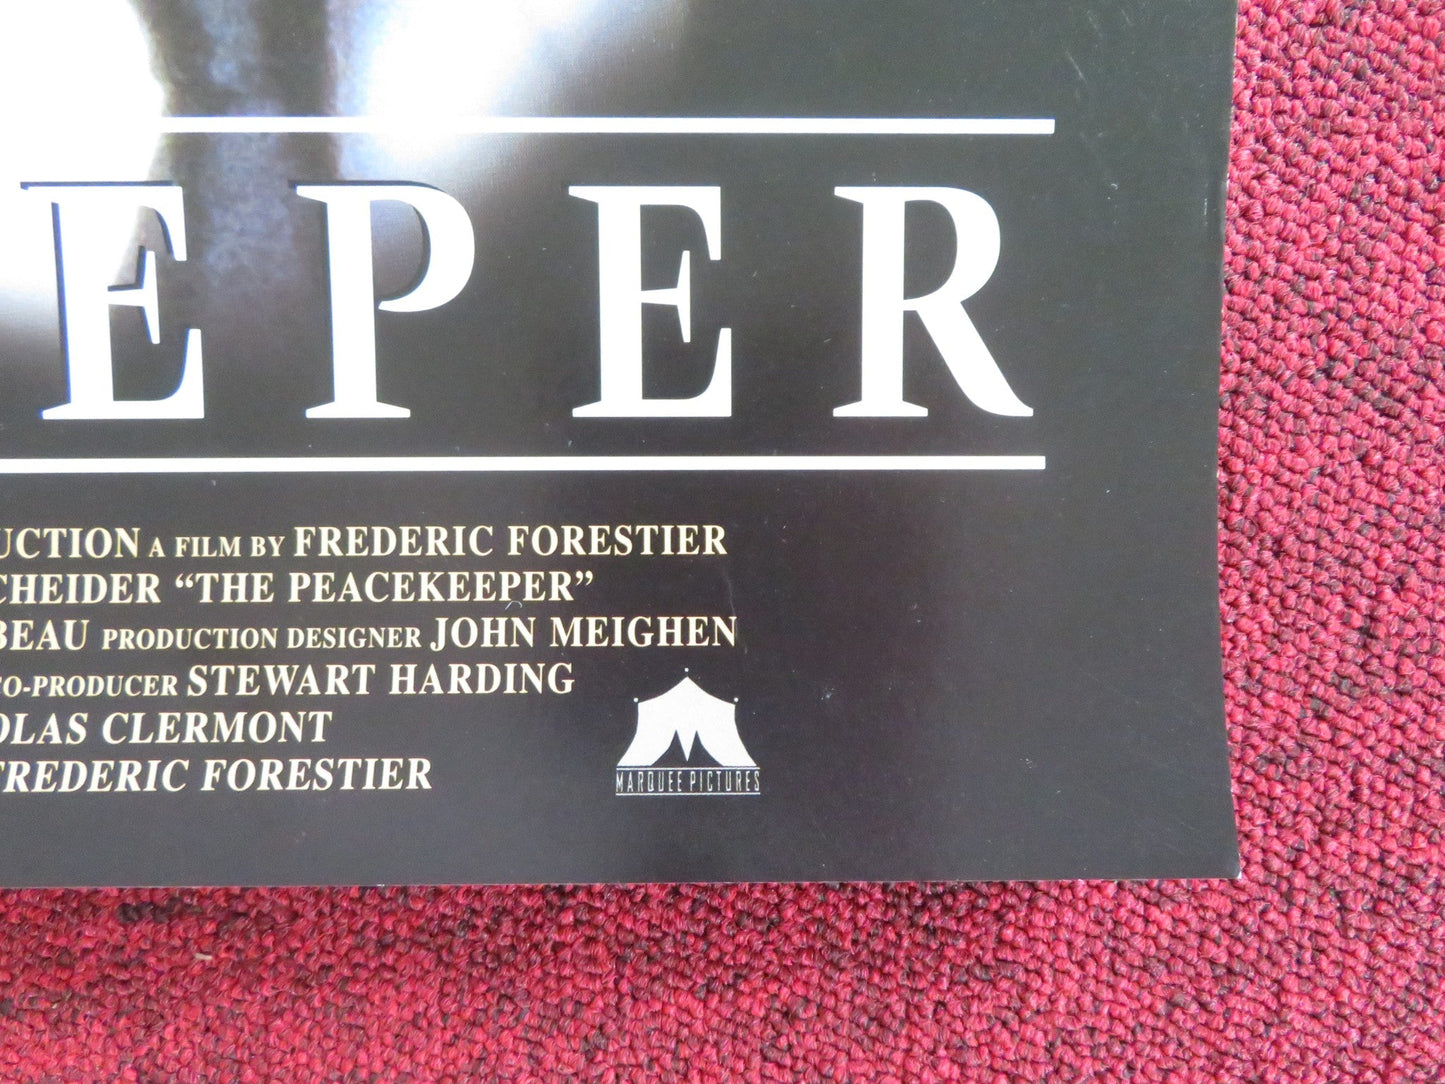 EPER
UCTION A FILM BY FREDERIC FORESTIER
CHEIDER “THE PEACEKEEPER”
BEAU PRODUCTION DESIGNER JOHN MEIGHEN
CO-PRODUCER STEWART HARDING
OLAS CLERMONT
FREDERIC FORESTIER
MARQUEE PICTURES